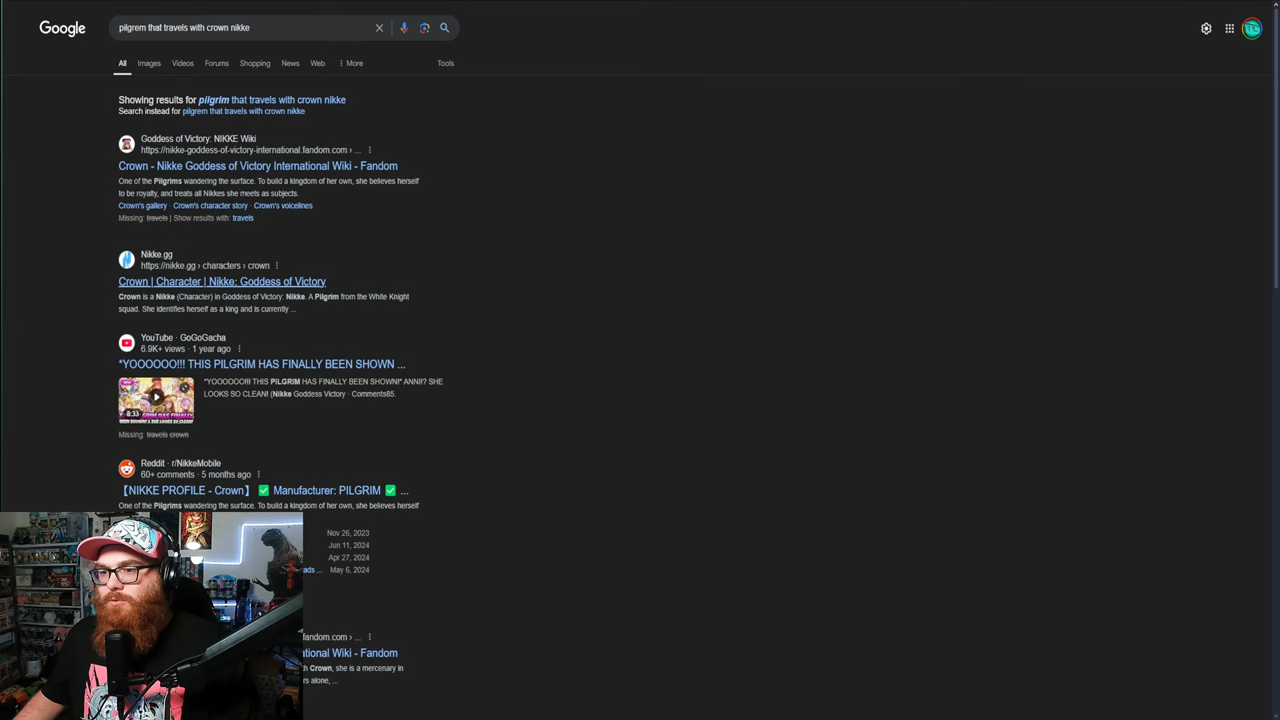 Google
pilgrem that travels with crown nikke
All Images Videos Forums Shopping News Web More Tools
Showing results for pilgrim that travels with crown nikke
Search instead for pilgrem that travels with crown nikke
Goddess of Victory: NIKKE Wiki
https://nikke-goddess-of-victory-international.fandom.com › ...
Crown - Nikke Goddess of Victory International Wiki - Fandom
One of the Pilgrims wandering the surface. To build a kingdom of her own, she believes herself
to be royalty, and treats all Nikkes she meets as subjects.
Crown's gallery · Crown's character story · Crown's voicelines
Missing: travels | Show results with: travels
Nikke.gg
https://nikke.gg › characters › crown
Crown | Character | Nikke: Goddess of Victory
Crown is a Nikke (Character) in Goddess of Victory: Nikke. A Pilgrim from the White Knight
squad. She identifies herself as a king and is currently ...
YouTube · GoGoGacha
6.9K+ views · 1 year ago
*YOOOOOO!!! THIS PILGRIM HAS FINALLY BEEN SHOWN ...
"YOOOOOO!!! THIS PILGRIM HAS FINALLY BEEN SHOWN!* ANNI!? SHE
LOOKS SO CLEAN! (Nikke Goddess Victory · Comments85.
8:33
Missing: travels crown
Reddit · r/NikkeMobile
60+ comments · 5 months ago
【NIKKE PROFILE - Crown】 ✅ Manufacturer: PILGRIM ✅ ...
One of the Pilgrims wandering the surface. To build a kingdom of her own, she believes herself
Nov 26, 2023
Jun 11, 2024
Apr 27, 2024
ads ... May 6, 2024
fandom.com › ...
ational Wiki - Fandom
h Crown, she is a mercenary in
rs alone, ...